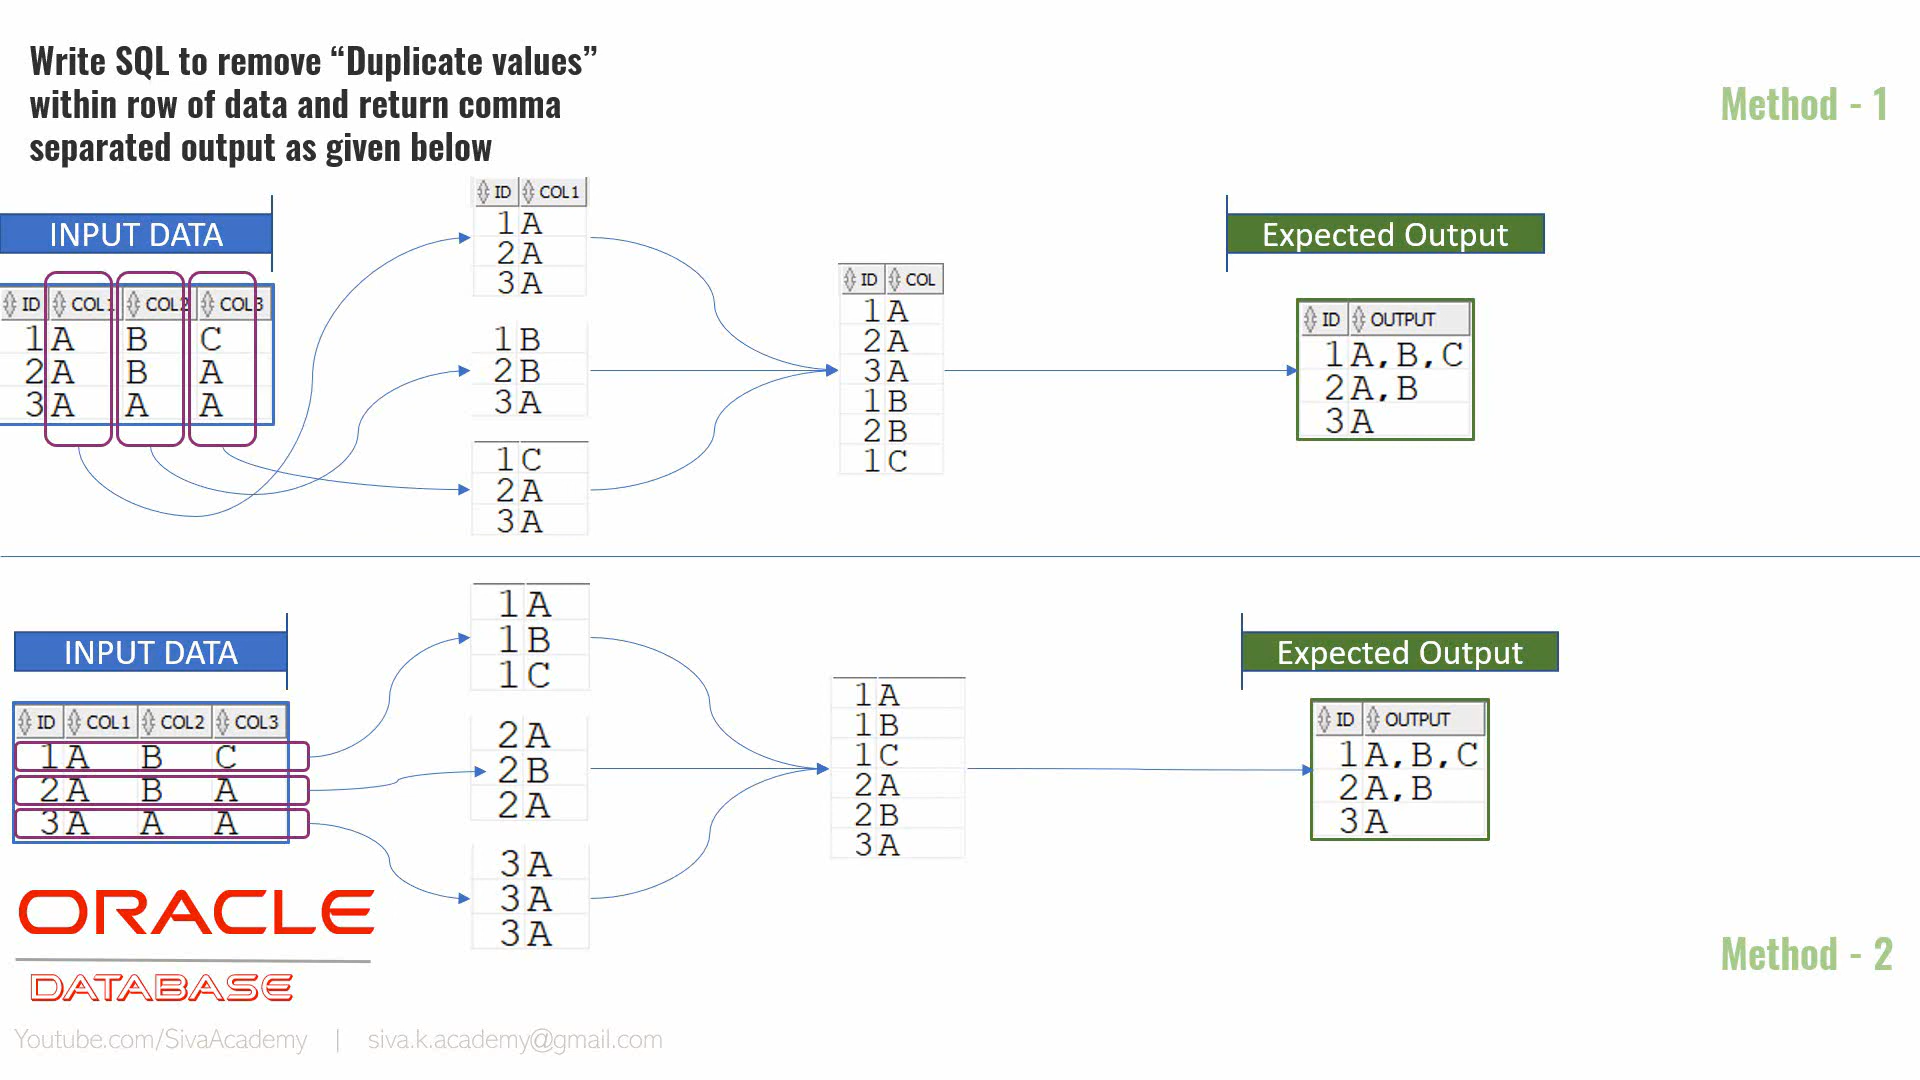 Write SQL to remove “Duplicate values”
within row of data and return comma
separated output as given below
Method - 1
INPUT DATA
ID COL1 COL2 COL3
1 A B C
2 A B A
3 A A A
ID COL1
1 A
2 A
3 A
1 B
2 B
3 A
1 C
2 A
3 A
ID COL
1 A
2 A
3 A
1 B
2 B
1 C
Expected Output
ID OUTPUT
1 A,B,C
2 A,B
3 A
INPUT DATA
ID COL1 COL2 COL3
1 A B C
2 A B A
3 A A A
1 A
1 B
1 C
2 A
2 B
2 A
3 A
3 A
3 A
1 A
1 B
1 C
2 A
2 B
3 A
Expected Output
ID OUTPUT
1 A,B,C
2 A,B
3 A
ORACLE
DATABASE
Method - 2
Youtube.com/SivaAcademy | siva.k.academy@gmail.com